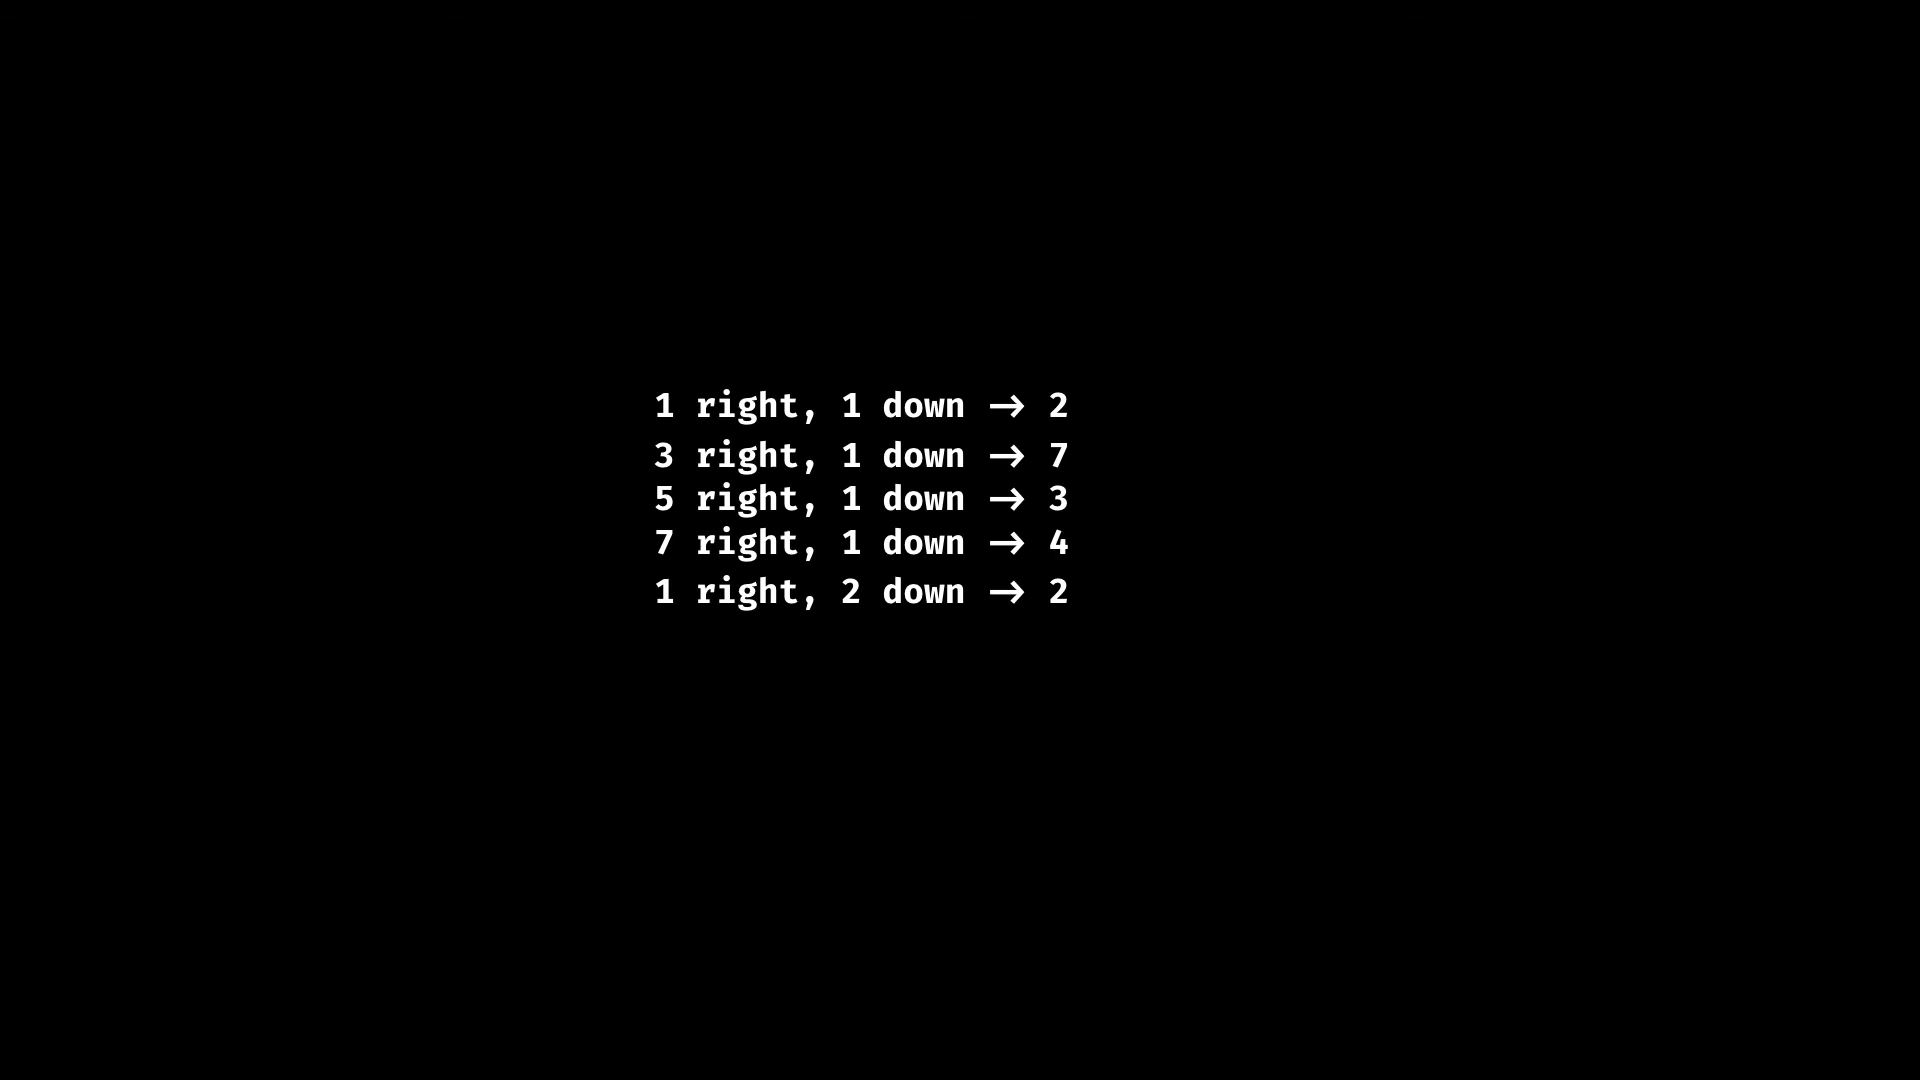 1 right, 1 down → 2
3 right, 1 down → 7
5 right, 1 down → 3
7 right, 1 down → 4
1 right, 2 down → 2